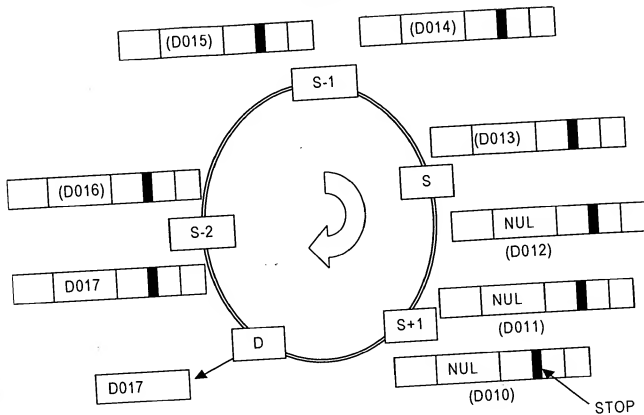 (D015)
(D014)
S-1
(D013)
S
(D016)
S-2
NUL
(D012)
D017
NUL
(D011)
S+1
D
NUL
(D010)
D017
STOP